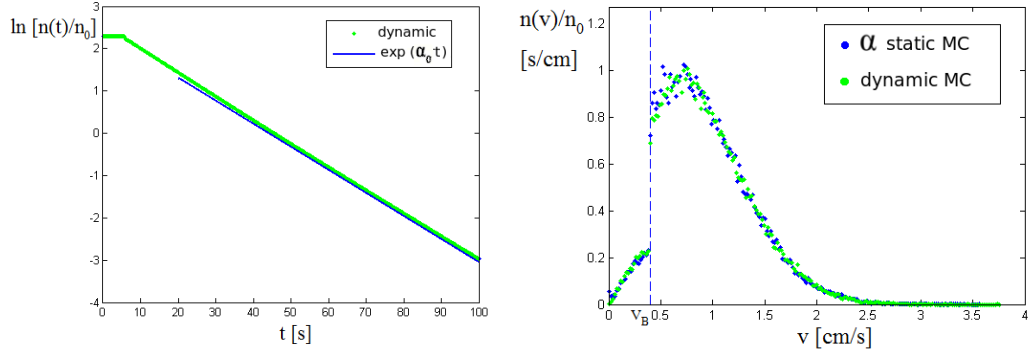 ln [n(t)/n₀]
3
2
1
0
-1
-2
-3
-4
0 10 20 30 40 50 60 70 80 90 100
t [s]
dynamic
exp (α₀ t)
n(v)/n₀
[s/cm]
1.2
1
0.8
0.6
0.4
0.2
0
0 v_B 0.5 1 1.5 2 2.5 3 3.5 4
v [cm/s]
α static MC
dynamic MC